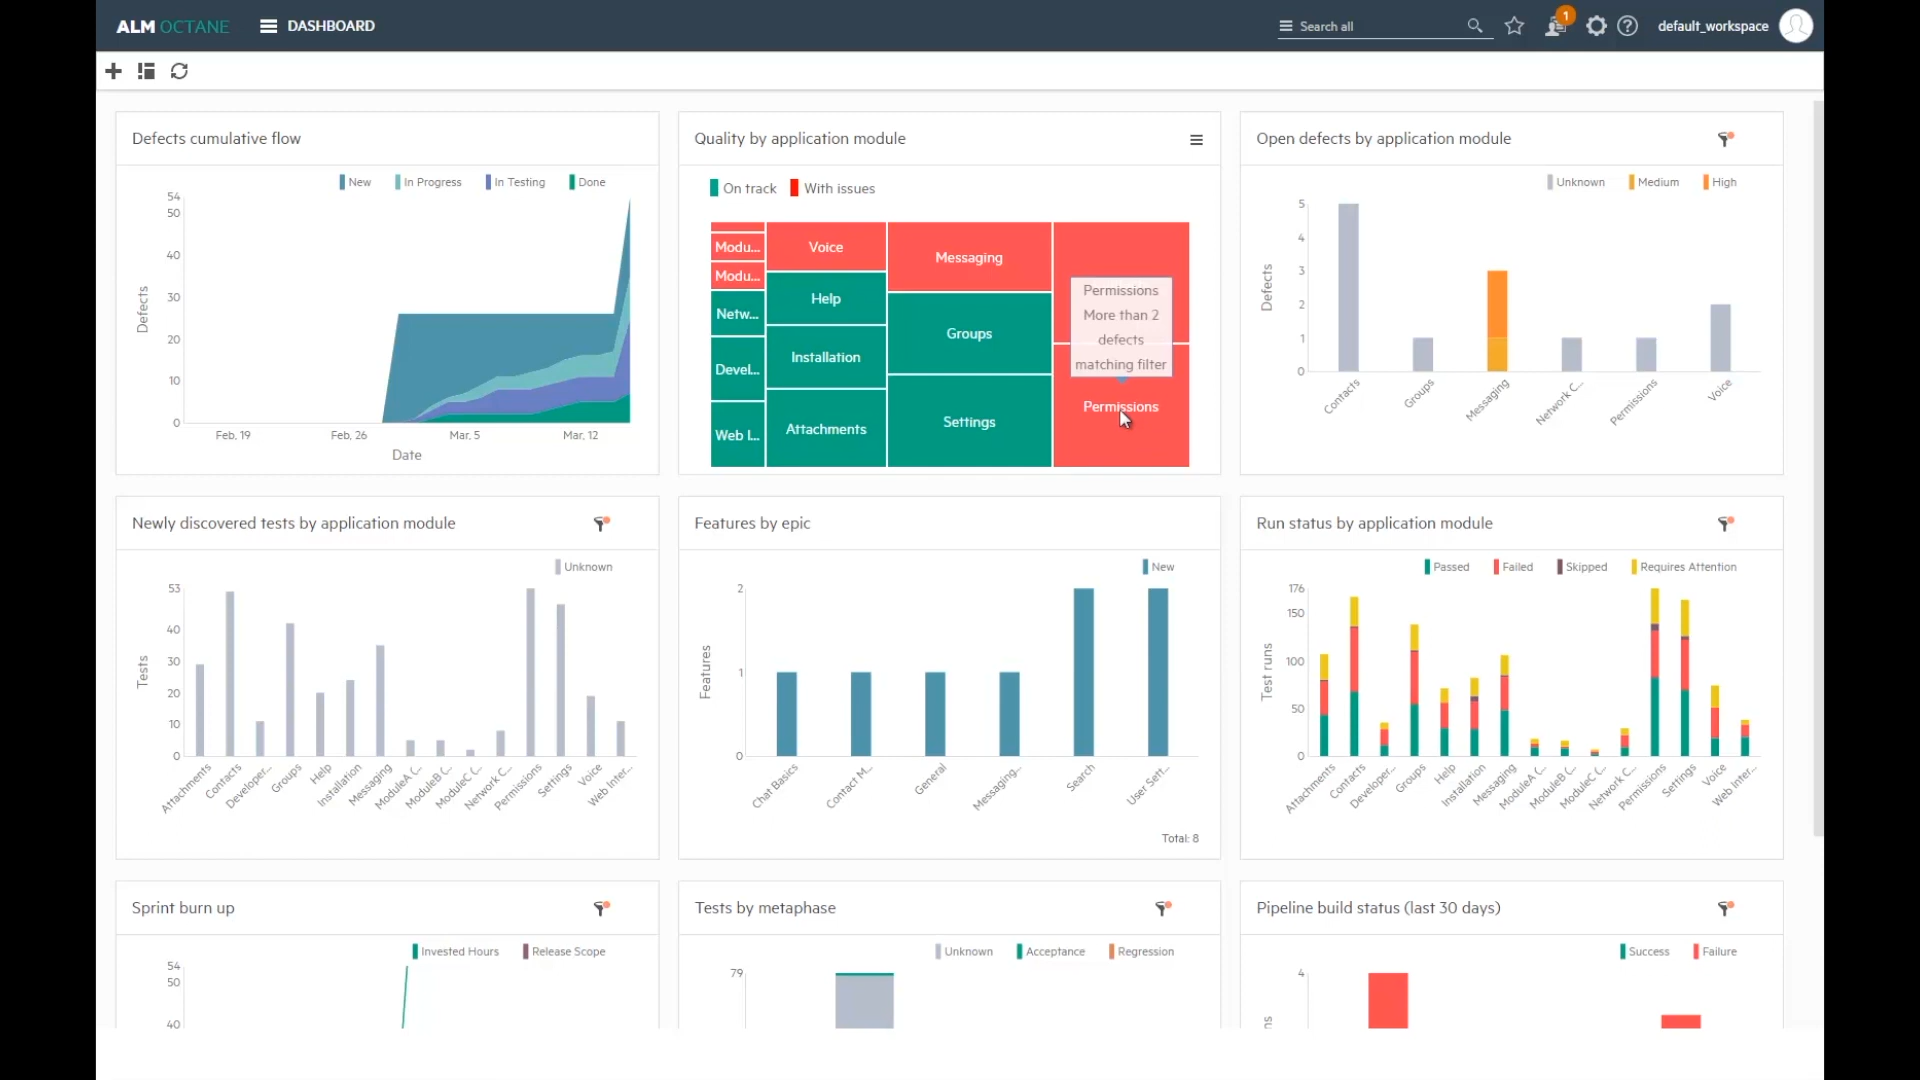 ALM OCTANE
DASHBOARD
Search all
1
default_workspace
Defects cumulative flow
New
In Progress
In Testing
Done
54
50
40
30
20
10
0
Defects
Feb, 19
Feb, 26
Mar, 5
Mar, 12
Date
Quality by application module
On track
With issues
Modu...
Modu...
Netw...
Devel...
Web I...
Voice
Help
Installation
Attachments
Messaging
Groups
Settings
Permissions
More than 2
defects
matching filter
Permissions
Open defects by application module
Unknown
Medium
High
5
4
3
2
1
0
Defects
Contacts
Groups
Messaging
Network C...
Permissions
Voice
Newly discovered tests by application module
Unknown
53
40
30
20
10
0
Tests
Attachments
Contacts
Developer...
Groups
Help
Installation
Messaging
ModuleA (...
ModuleB (...
ModuleC (...
Network C...
Permissions
Settings
Voice
Web Inter...
Features by epic
New
2
1
0
Features
Chat Basics
Contact M...
General
Messaging...
Search
User Sett...
Total: 8
Run status by application module
Passed
Failed
Skipped
Requires Attention
176
150
100
50
0
Test runs
Attachments
Contacts
Developer...
Groups
Help
Installation
Messaging
ModuleA (...
ModuleB (...
ModuleC (...
Network C...
Permissions
Settings
Voice
Web Inter...
Sprint burn up
Invested Hours
Release Scope
54
50
40
Tests by metaphase
Unknown
Acceptance
Regression
79
Pipeline build status (last 30 days)
Success
Failure
4